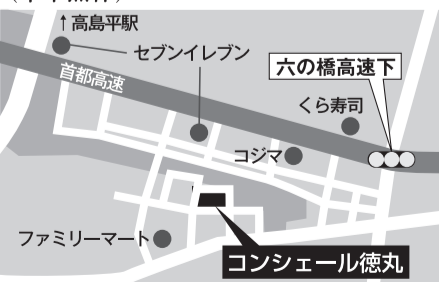 ↑高島平駅
セブンイレブン
首都高速
六の橋高速下
くら寿司
コジマ
ファミリーマート
コンシェール徳丸